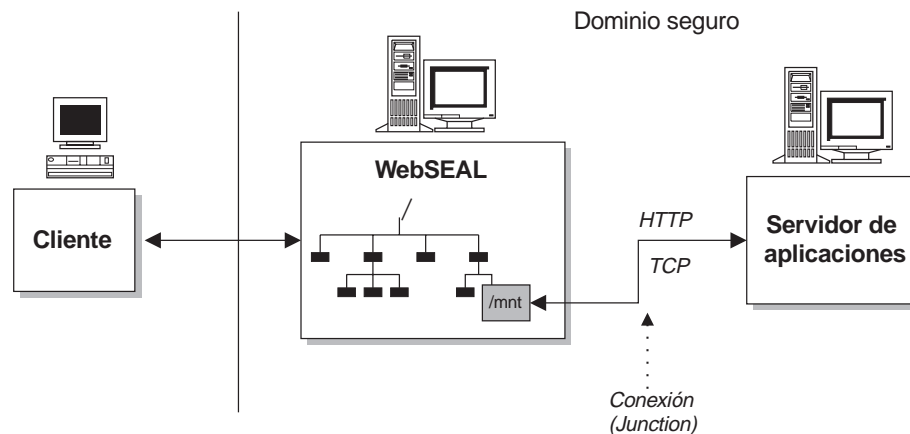 Dominio seguro
WebSEAL
/
Cliente
HTTP
Servidor de
aplicaciones
TCP
/mnt
Conexión
(Junction)